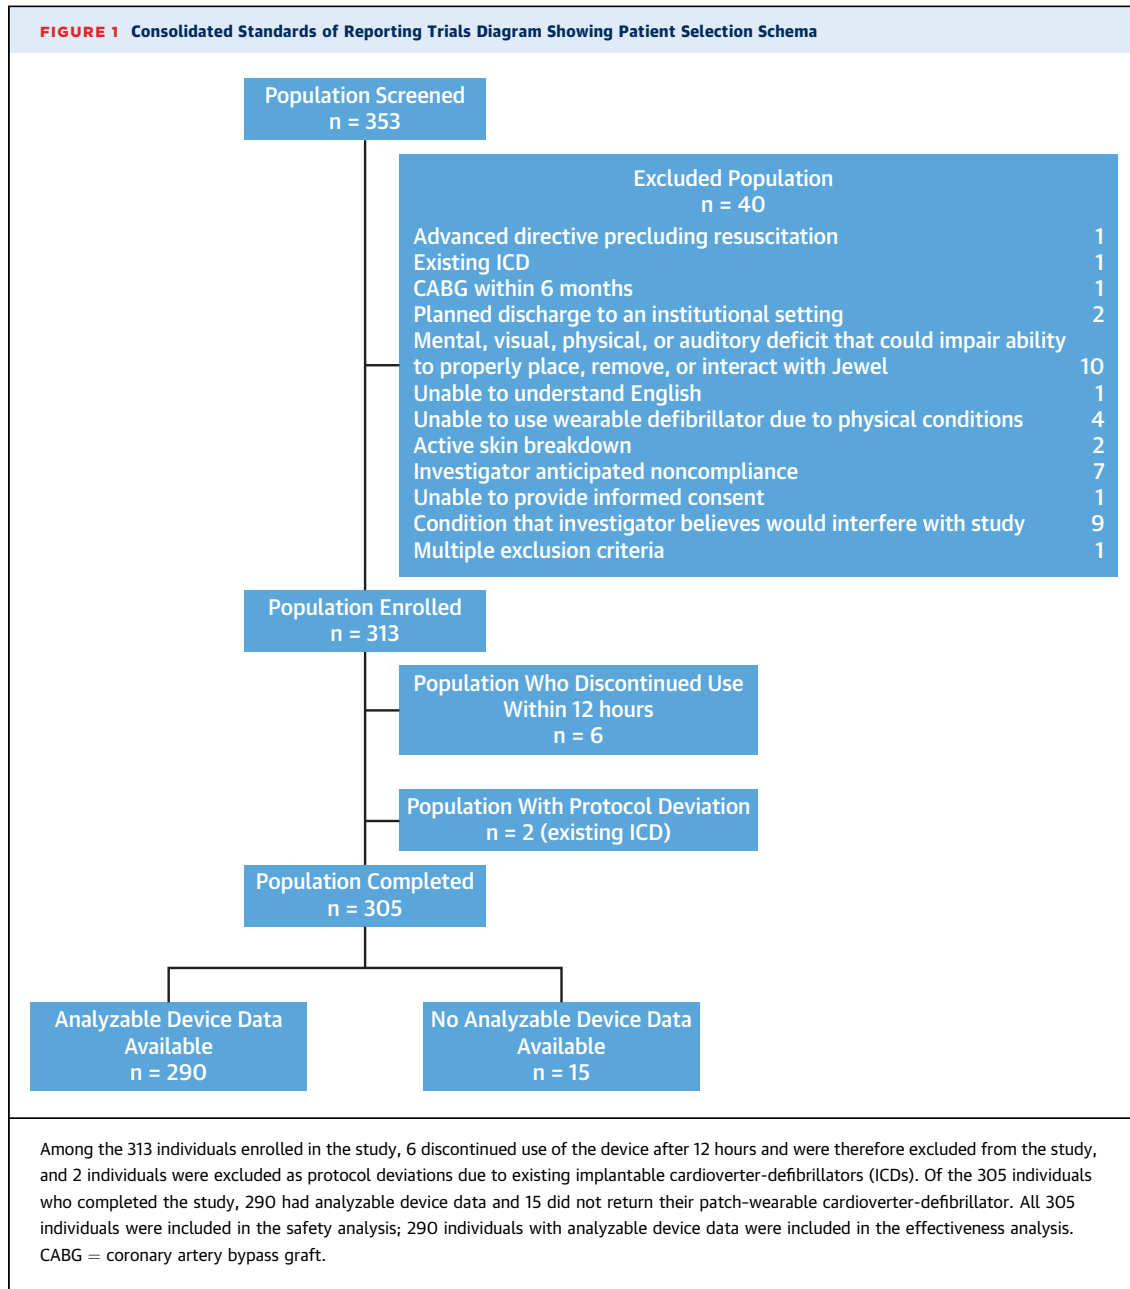 FIGURE 1 Consolidated Standards of Reporting Trials Diagram Showing Patient Selection Schema
Population Screened
n = 353
Excluded Population
n = 40
Advanced directive precluding resuscitation 1
Existing ICD 1
CABG within 6 months 1
Planned discharge to an institutional setting 2
Mental, visual, physical, or auditory deficit that could impair ability
to properly place, remove, or interact with Jewel 10
Unable to understand English 1
Unable to use wearable defibrillator due to physical conditions 4
Active skin breakdown 2
Investigator anticipated noncompliance 7
Unable to provide informed consent 1
Condition that investigator believes would interfere with study 9
Multiple exclusion criteria 1
Population Enrolled
n = 313
Population Who Discontinued Use
Within 12 hours
n = 6
Population With Protocol Deviation
n = 2 (existing ICD)
Population Completed
n = 305
Analyzable Device Data
Available
n = 290
No Analyzable Device Data
Available
n = 15
Among the 313 individuals enrolled in the study, 6 discontinued use of the device after 12 hours and were therefore excluded from the study,
and 2 individuals were excluded as protocol deviations due to existing implantable cardioverter-defibrillators (ICDs). Of the 305 individuals
who completed the study, 290 had analyzable device data and 15 did not return their patch-wearable cardioverter-defibrillator. All 305
individuals were included in the safety analysis; 290 individuals with analyzable device data were included in the effectiveness analysis.
CABG = coronary artery bypass graft.